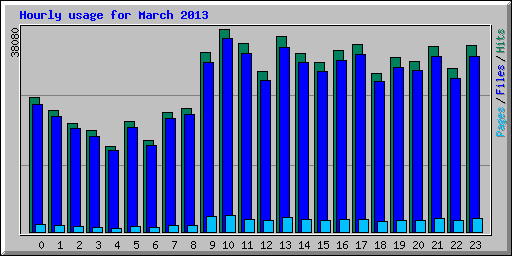 Hourly usage for March 2013
38080
Pages/Files/Hits
0 1 2 3 4 5 6 7 8 9 10 11 12 13 14 15 16 17 18 19 20 21 22 23